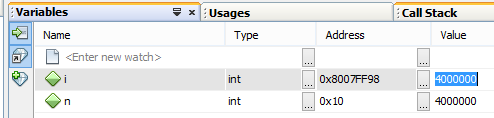 Variables Usages Call Stack
Name Type Address Value
<Enter new watch> ... ...
i int ... 0x8007FF98 ... 4000000
n int ... 0x10 ... 4000000